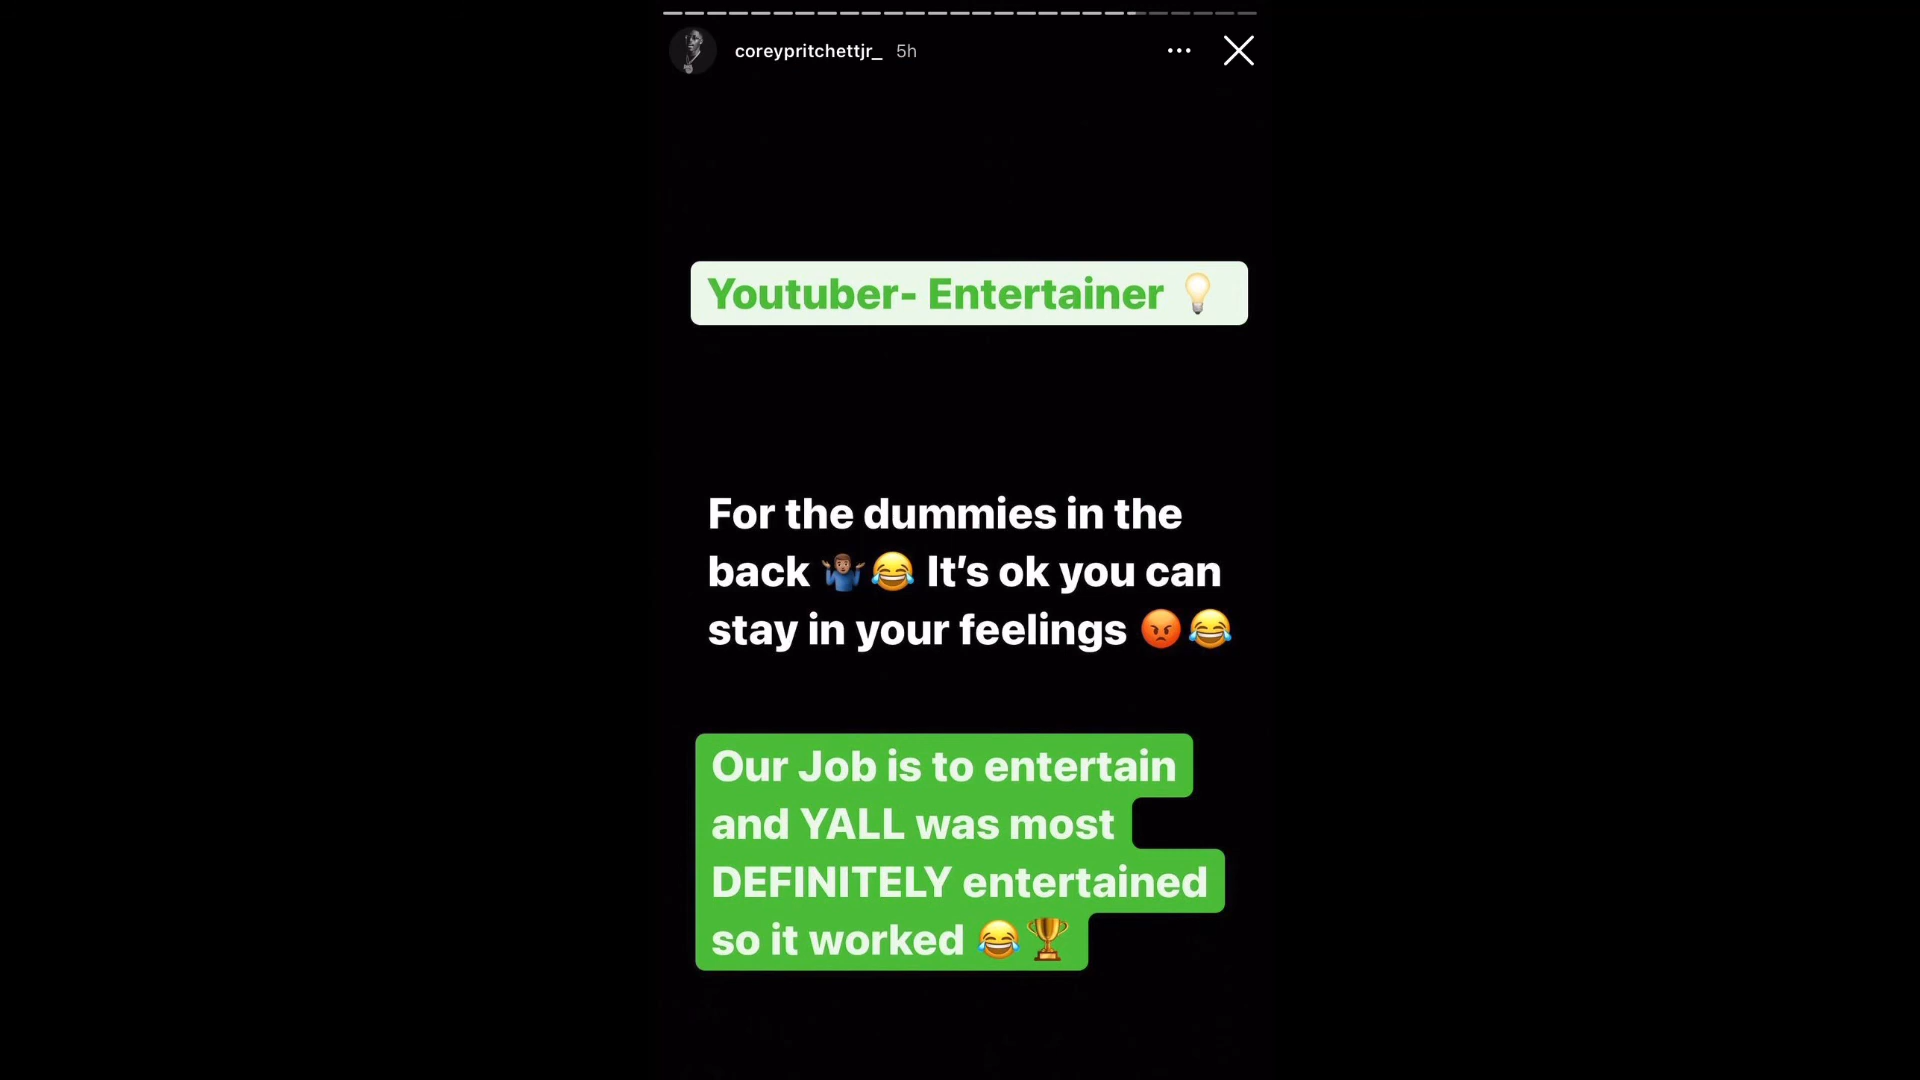 coreypritchettjr_ 5h
Youtuber- Entertainer 💡
For the dummies in the
back 🤷🏾‍♂️😂 It’s ok you can
stay in your feelings 😡😂
Our Job is to entertain
and YALL was most
DEFINITELY entertained
so it worked 😂🏆